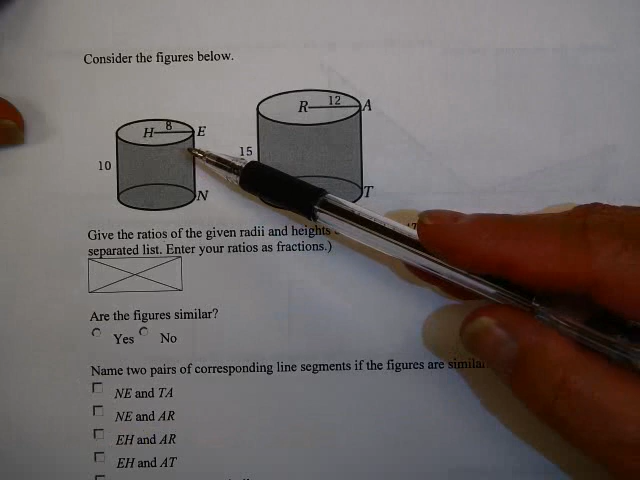 Consider the figures below.
R 12 A
H 8 E
15
10
T
N
Give the ratios of the given radii and heights
separated list. Enter your ratios as fractions.)
Are the figures similar?
Yes No
Name two pairs of corresponding line segments if the figures are similar
NE and TA
NE and AR
EH and AR
EH and AT